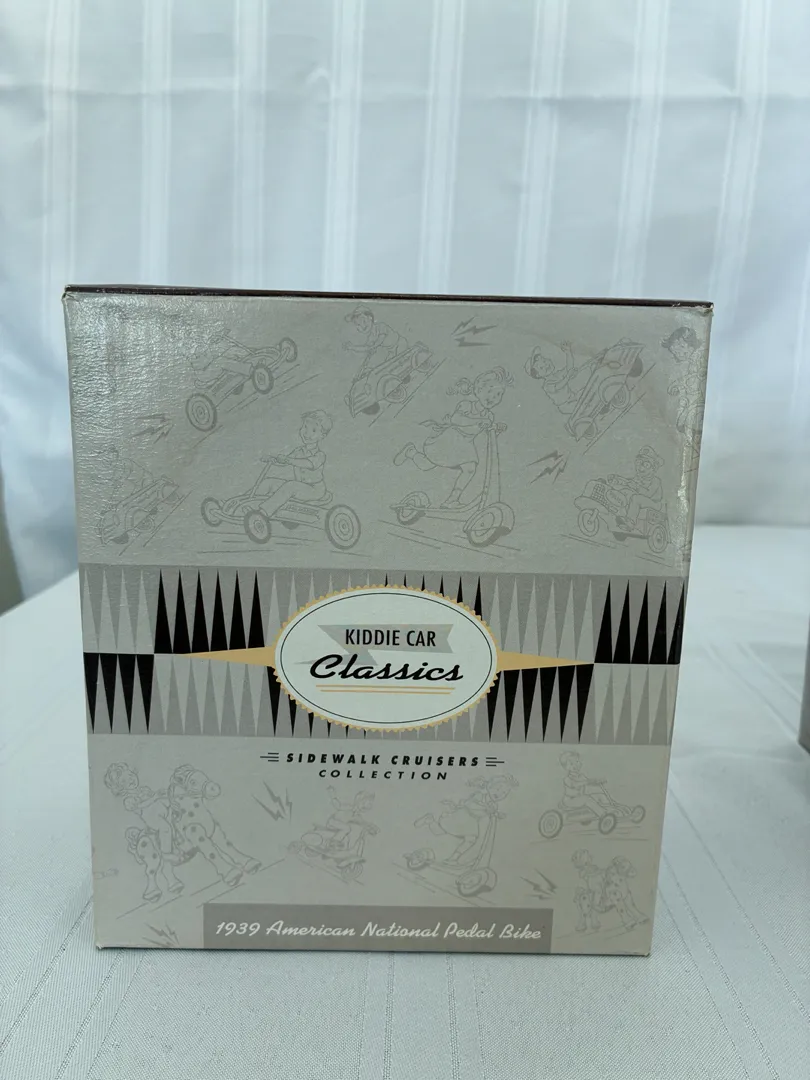 KIDDIE CAR
Classics
SIDEWALK CRUISERS
COLLECTION
1939 American National Pedal Bike